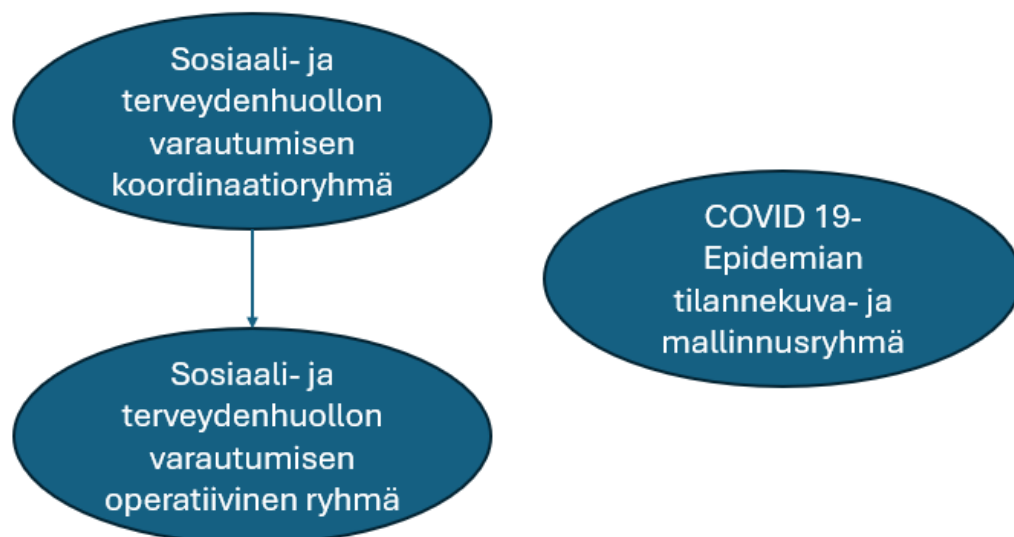 Sosiaali- ja
terveydenhuollon
varautumisen
koordinaatioryhmä
COVID 19-
Epidemian
tilannekuva- ja
mallinnusryhmä
Sosiaali- ja
terveydenhuollon
varautumisen
operatiivinen ryhmä